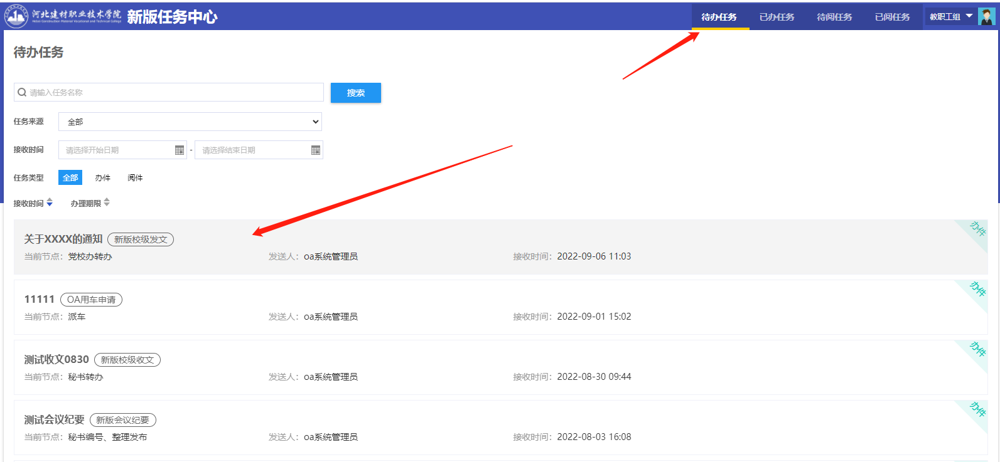 河北建材职业技术学院 新版任务中心 待办任务 已办任务 待阅任务 已阅任务 教职工组
Hebei Construction Material Vocational and Technical College
待办任务
请输入任务名称 搜索
任务来源 全部
接收时间 请选择开始日期 - 请选择结束日期
任务类型 全部 办件 阅件
接收时间 办理期限
关于XXXX的通知 新版校级发文 办件
当前节点：党校办转办 发送人：oa系统管理员 接收时间：2022-09-06 11:03
11111 OA用车申请 办件
当前节点：派车 发送人：oa系统管理员 接收时间：2022-09-01 15:02
测试收文0830 新版校级收文 办件
当前节点：秘书转办 发送人：oa系统管理员 接收时间：2022-08-30 09:44
测试会议纪要 新版会议纪要 办件
当前节点：秘书编号、整理发布 发送人：oa系统管理员 接收时间：2022-08-03 16:08